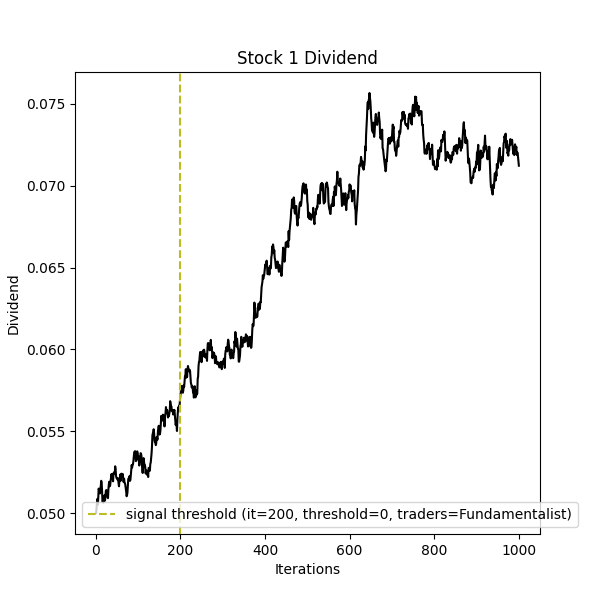 Stock 1 Dividend
Dividend
0.075
0.070
0.065
0.060
0.055
0.050
signal threshold (it=200, threshold=0, traders=Fundamentalist)
0 200 400 600 800 1000
Iterations